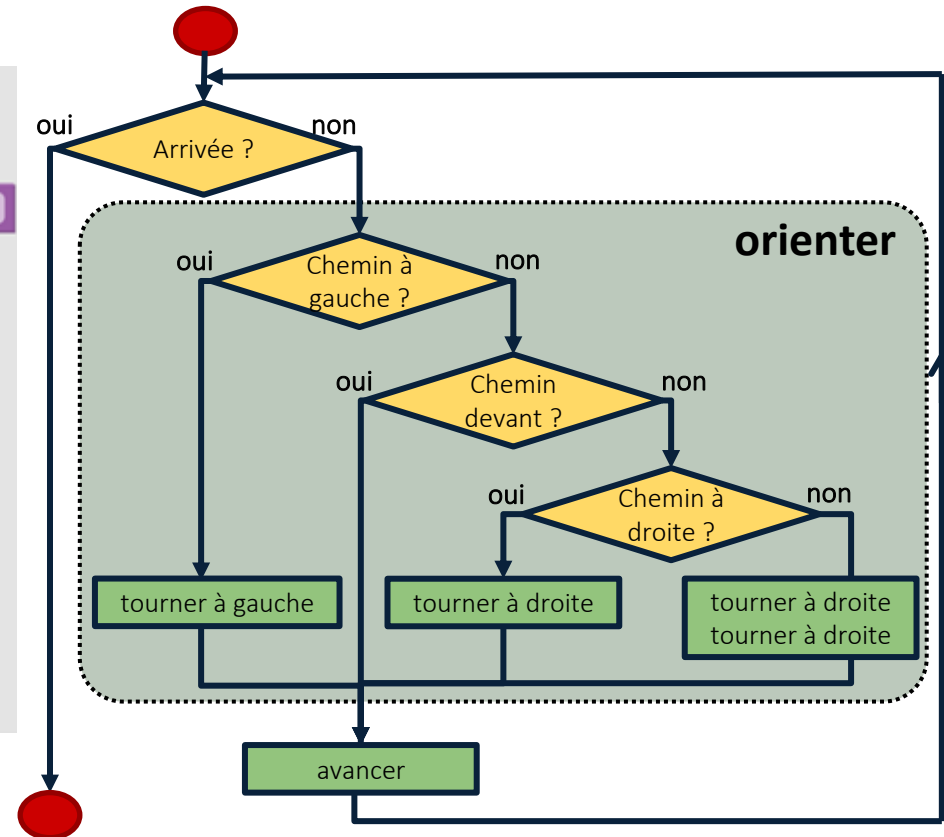 oui
non
Arrivée ?
orienter
oui
Chemin à
gauche ?
non
oui
Chemin
devant ?
non
oui
Chemin à
droite ?
non
tourner à gauche
tourner à droite
tourner à droite
tourner à droite
avancer